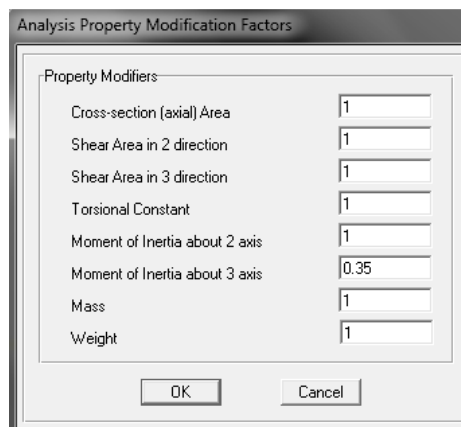 Analysis Property Modification Factors
Property Modifiers
Cross-section (axial) Area 1
Shear Area in 2 direction 1
Shear Area in 3 direction 1
Torsional Constant 1
Moment of Inertia about 2 axis 1
Moment of Inertia about 3 axis 0.35
Mass 1
Weight 1
OK Cancel